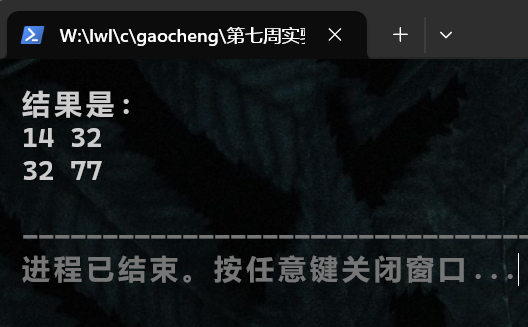 W:\lwl\c\gaocheng\第七周实验
结果是:
14 32
32 77
--------------------------------
进程已结束。按任意键关闭窗口...